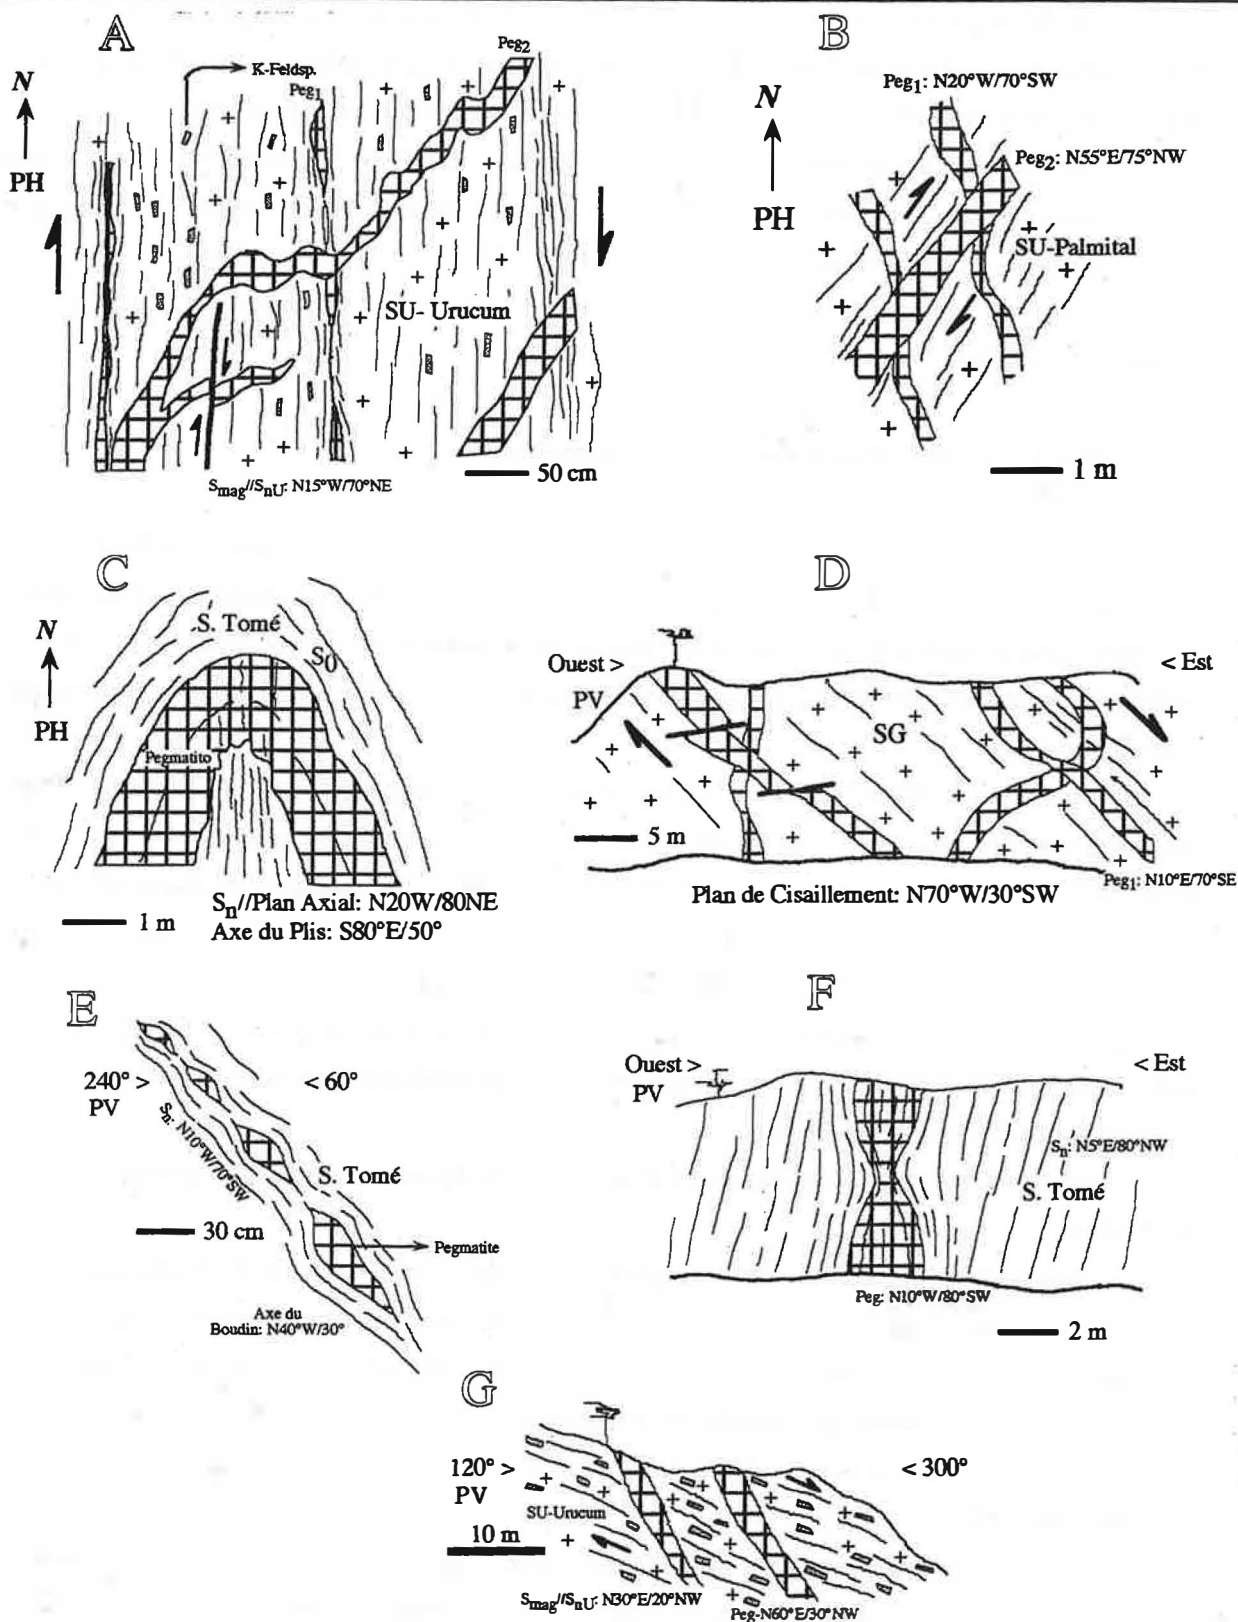 A
N
PH
K-Feldsp.
Peg1
Peg2
SU- Urucum
Smag//SnU: N15°W/70°NE
50 cm
B
N
PH
Peg1: N20°W/70°SW
Peg2: N55°E/75°NW
SU-Palmital
1 m
C
N
PH
S. Tomé
S0
Pegmatito
Sn//Plan Axial: N20W/80NE
Axe du Plis: S80°E/50°
1 m
D
Ouest >
PV
< Est
SG
5 m
Peg1: N10°E/70°SE
Plan de Cisaillement: N70°W/30°SW
E
240° >
PV
< 60°
Sn: N10°W/70°SW
S. Tomé
30 cm
Pegmatite
Axe du
Boudin: N40°W/30°
F
Ouest >
PV
< Est
Sn: N5°E/80°NW
S. Tomé
Peg: N10°W/80°SW
2 m
G
120° >
PV
< 300°
SU-Urucum
10 m
Smag//SnU: N30°E/20°NW
Peg-N60°E/30°NW